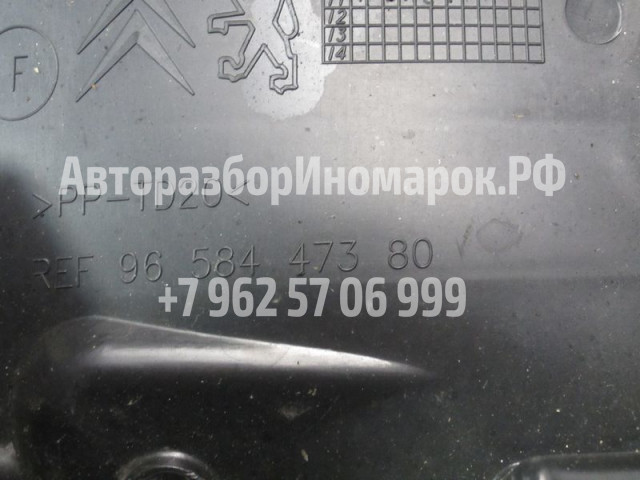 12
13
14
F
АвторазборИномарок.РФ
>PP-TD20<
REF 96 584 473 80
+7 962 57 06 999